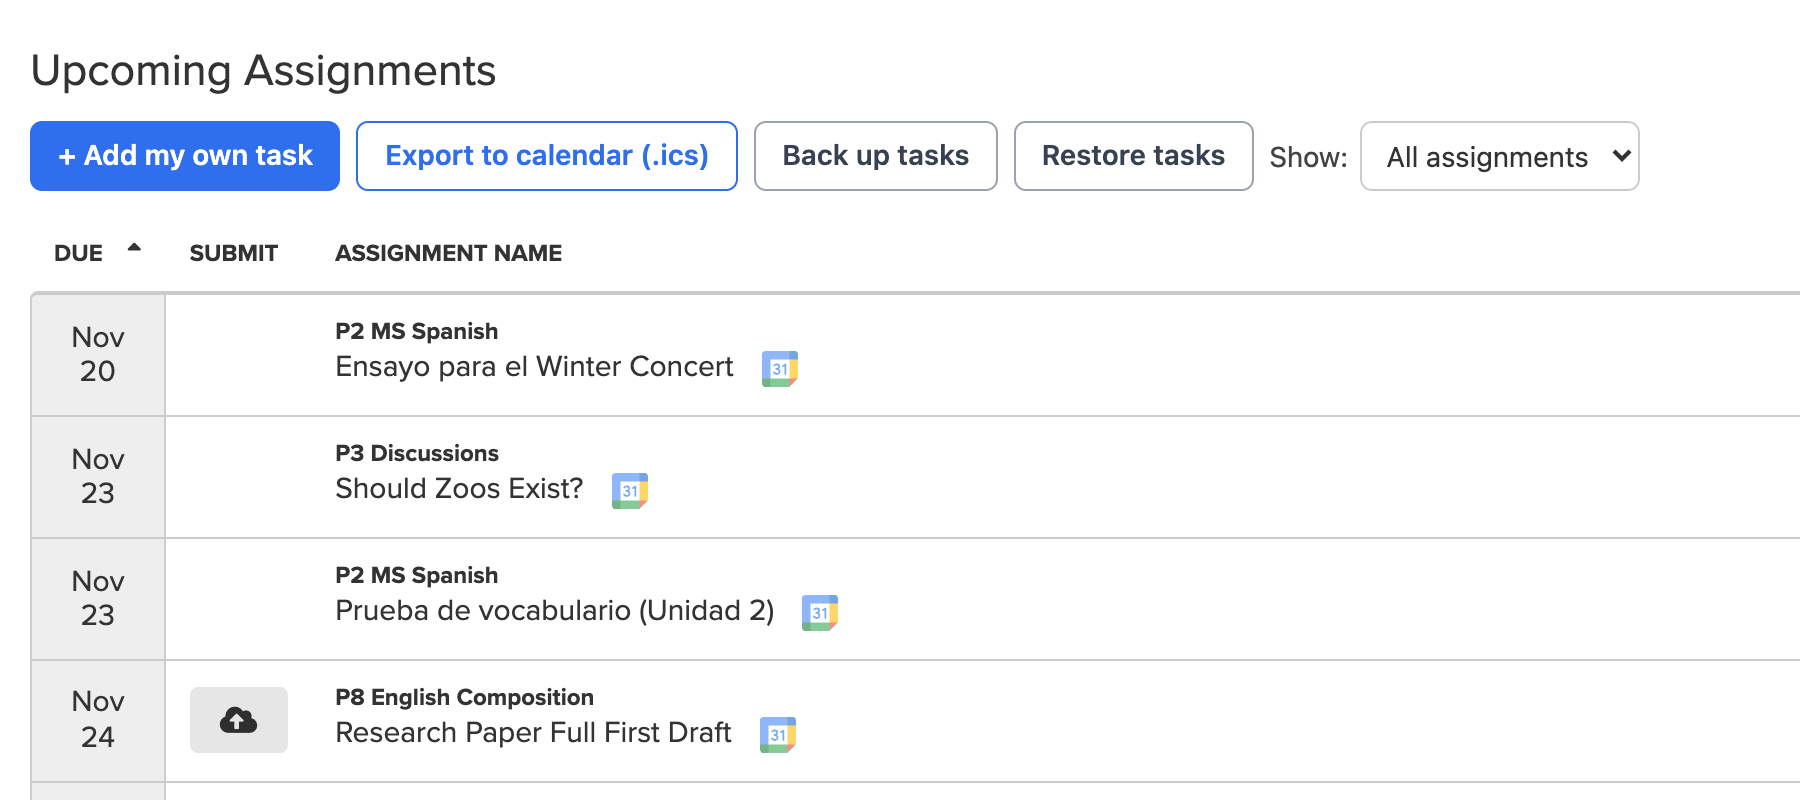 Upcoming Assignments
+ Add my own task Export to calendar (.ics) Back up tasks Restore tasks Show: All assignments
DUE SUBMIT ASSIGNMENT NAME
Nov 20
P2 MS Spanish
Ensayo para el Winter Concert 31
Nov 23
P3 Discussions
Should Zoos Exist? 31
Nov 23
P2 MS Spanish
Prueba de vocabulario (Unidad 2) 31
Nov 24
P8 English Composition
Research Paper Full First Draft 31